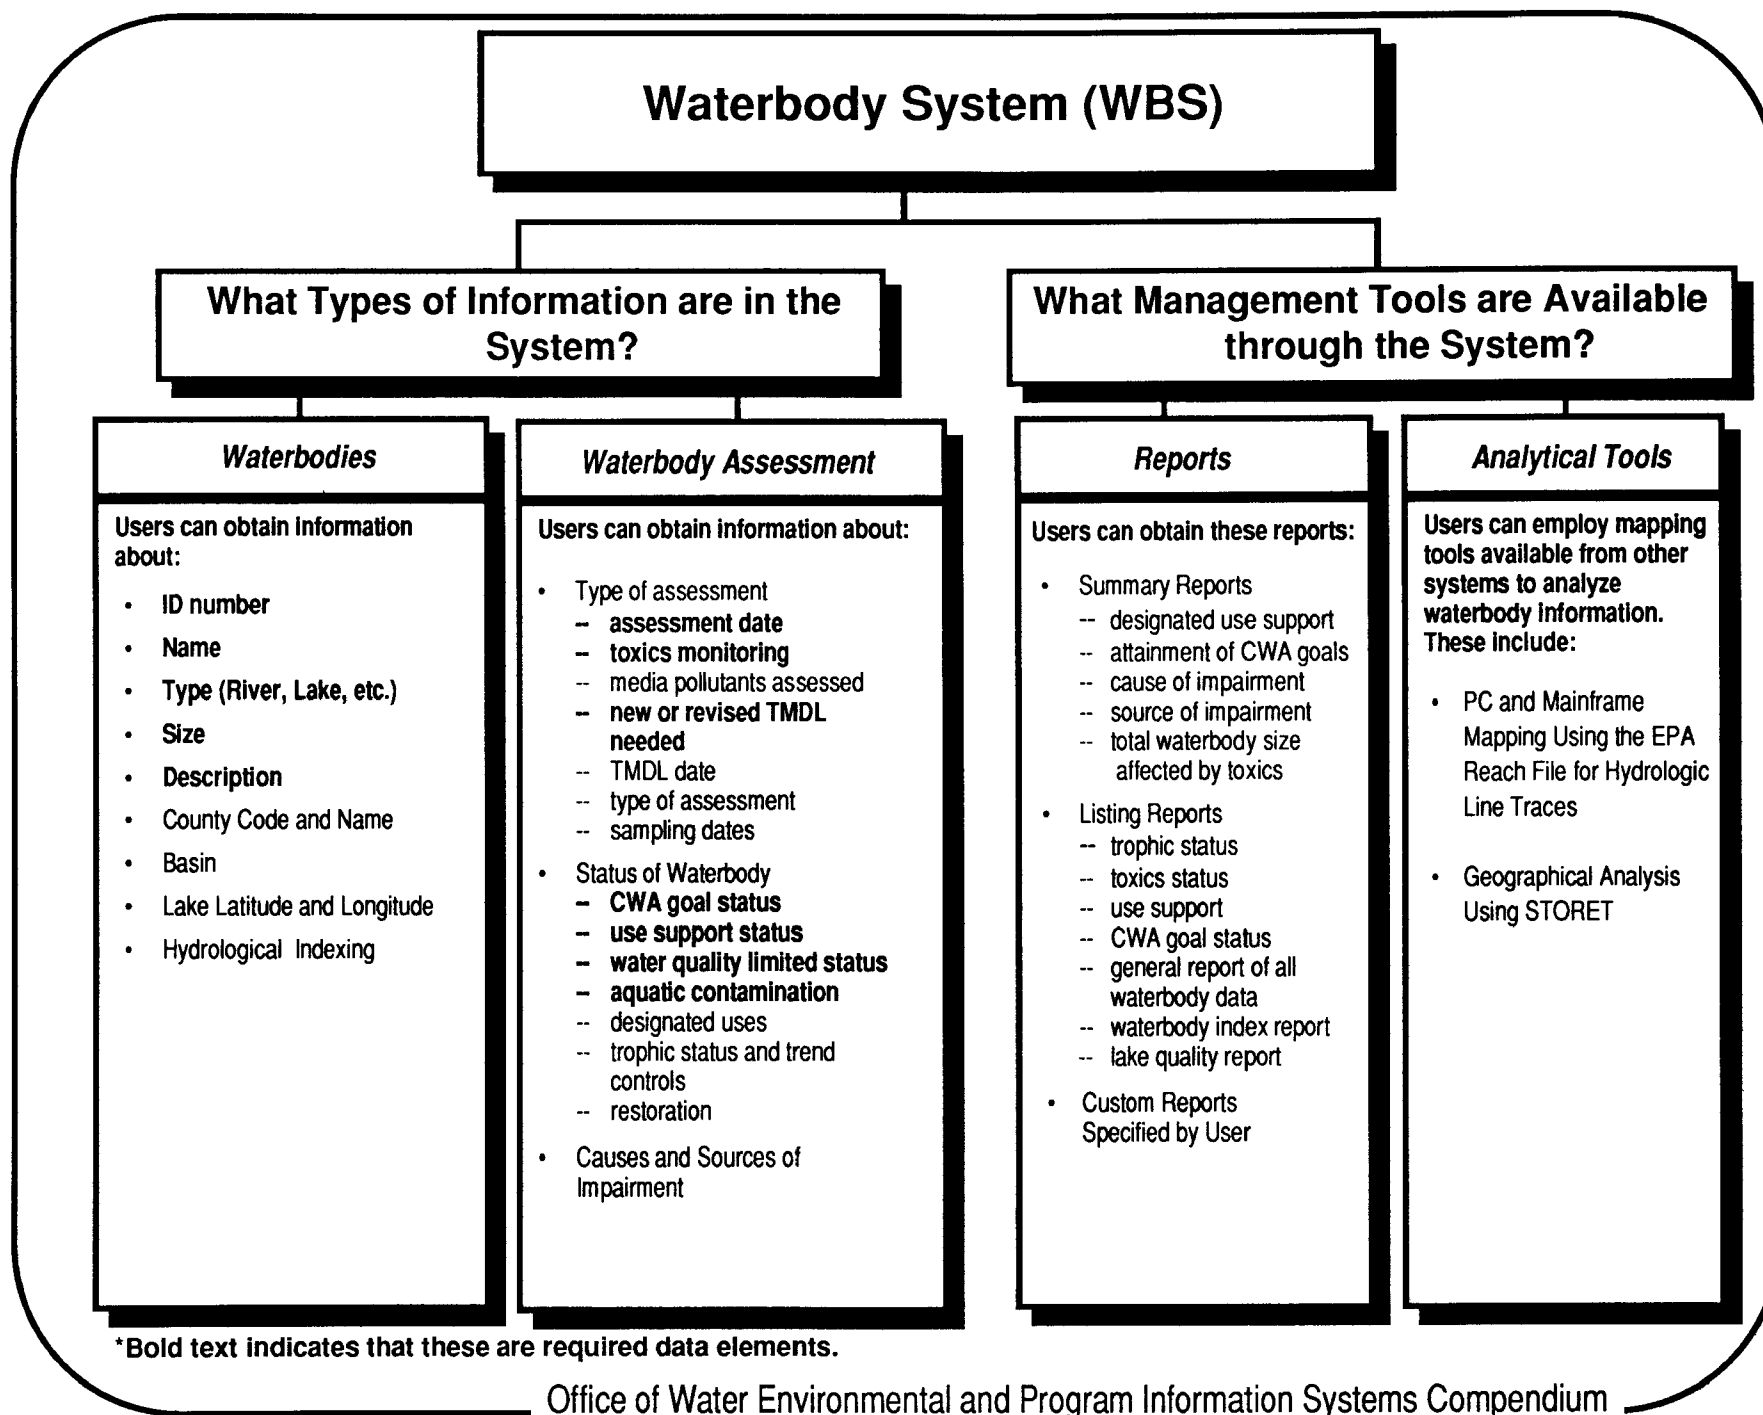 Waterbody System (WBS)
What Types of Information are in the
System?
What Management Tools are Available
through the System?
Waterbodies
Users can obtain information
about:
• ID number
• Name
• Type (River, Lake, etc.)
• Size
• Description
• County Code and Name
• Basin
• Lake Latitude and Longitude
• Hydrological Indexing
Waterbody Assessment
Users can obtain information about:
• Type of assessment
– assessment date
– toxics monitoring
-- media pollutants assessed
– new or revised TMDL
needed
-- TMDL date
-- type of assessment
-- sampling dates
• Status of Waterbody
– CWA goal status
– use support status
– water quality limited status
– aquatic contamination
-- designated uses
-- trophic status and trend
controls
-- restoration
• Causes and Sources of
Impairment
Reports
Users can obtain these reports:
• Summary Reports
-- designated use support
-- attainment of CWA goals
-- cause of impairment
-- source of impairment
-- total waterbody size
affected by toxics
• Listing Reports
-- trophic status
-- toxics status
-- use support
-- CWA goal status
-- general report of all
waterbody data
-- waterbody index report
-- lake quality report
• Custom Reports
Specified by User
Analytical Tools
Users can employ mapping
tools available from other
systems to analyze
waterbody information.
These include:
• PC and Mainframe
Mapping Using the EPA
Reach File for Hydrologic
Line Traces
• Geographical Analysis
Using STORET
*Bold text indicates that these are required data elements.
Office of Water Environmental and Program Information Systems Compendium